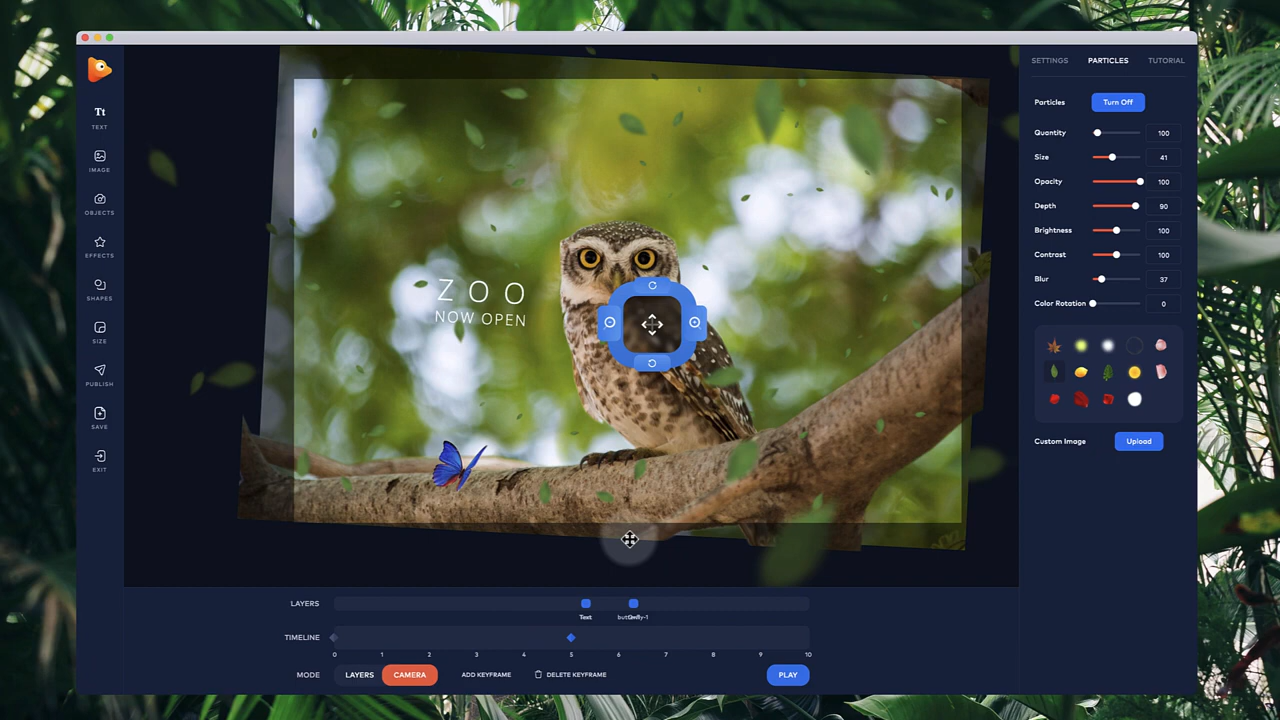 SETTINGS PARTICLES TUTORIAL
Tt
TEXT
IMAGE
OBJECTS
EFFECTS
SHAPES
SIZE
PUBLISH
SAVE
EXIT
ZOO
NOW OPEN
Particles Turn Off
Quantity 100
Size 41
Opacity 100
Depth 90
Brightness 100
Contrast 100
Blur 37
Color Rotation 0
Custom Image Upload
LAYERS
Text
TIMELINE
0 1 2 3 4 5 6 7 8 9 10
MODE LAYERS CAMERA ADD KEYFRAME DELETE KEYFRAME PLAY